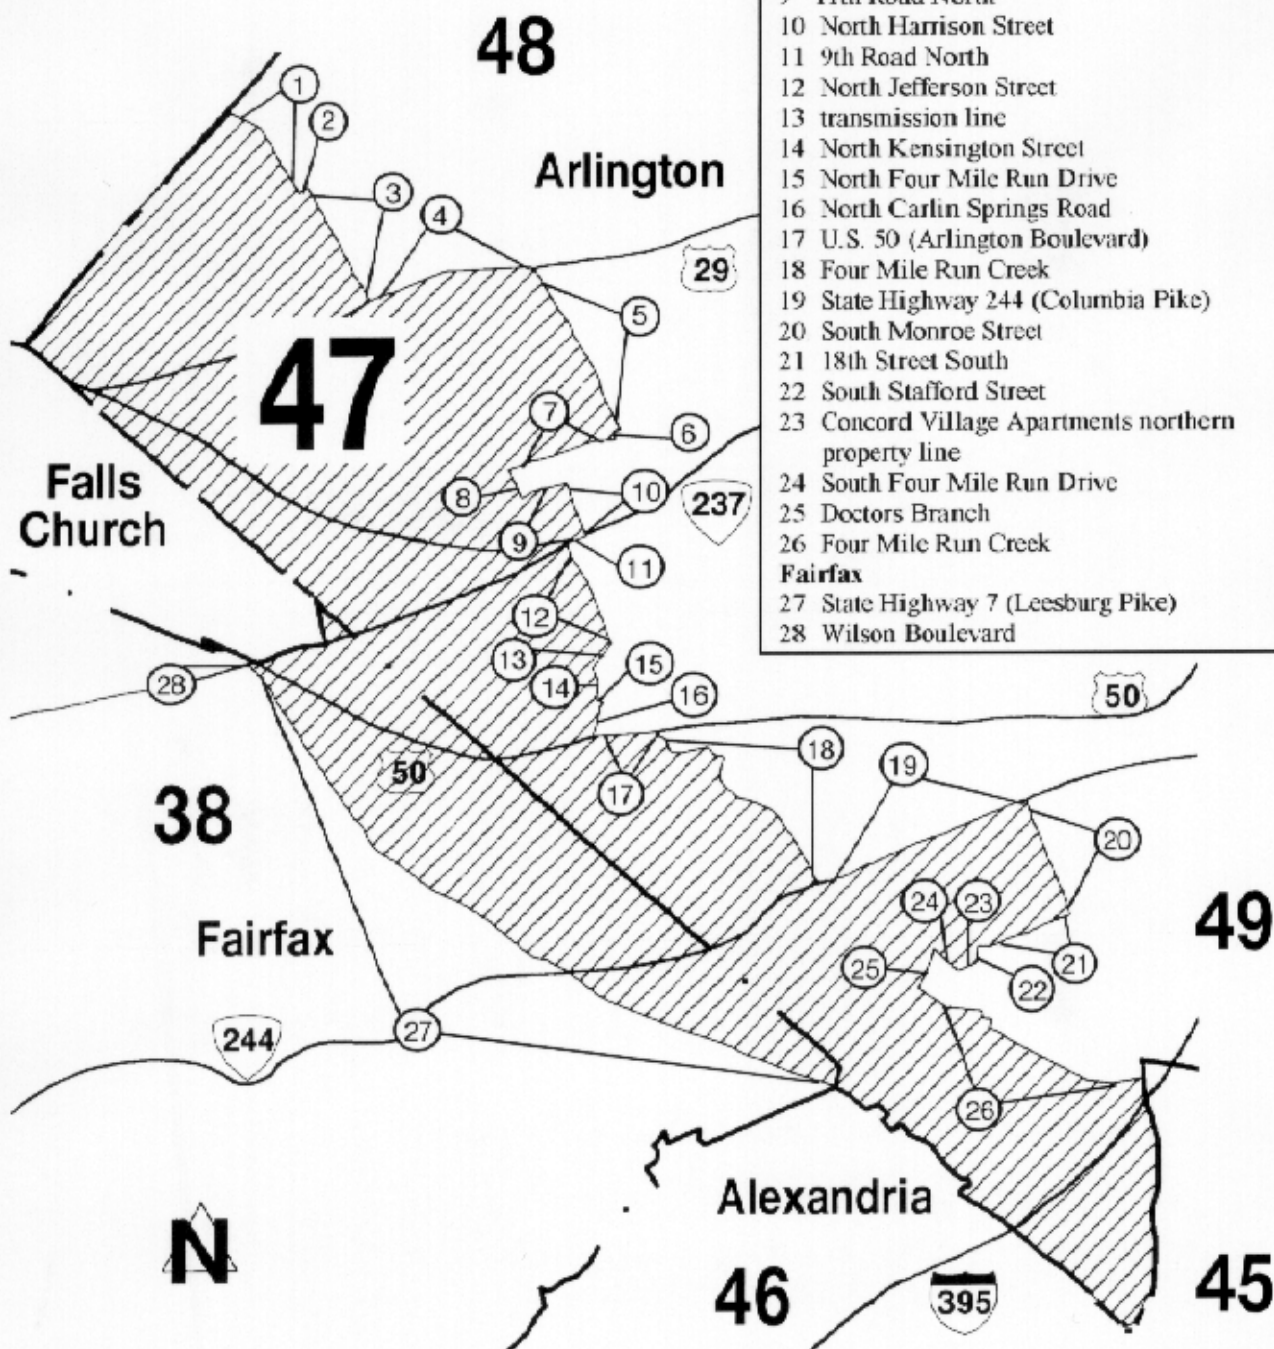 9 11th Road North
10 North Harrison Street
11 9th Road North
12 North Jefferson Street
13 transmission line
14 North Kensington Street
15 North Four Mile Run Drive
16 North Carlin Springs Road
17 U.S. 50 (Arlington Boulevard)
18 Four Mile Run Creek
19 State Highway 244 (Columbia Pike)
20 South Monroe Street
21 18th Street South
22 South Stafford Street
23 Concord Village Apartments northern
property line
24 South Four Mile Run Drive
25 Doctors Branch
26 Four Mile Run Creek
Fairfax
27 State Highway 7 (Leesburg Pike)
28 Wilson Boulevard
48
1
2
Arlington
3
4
29
5
47
7
6
Falls
Church
8
10
237
9
11
12
13
15
14
16
28
50
50
18
19
17
38
20
24
23
49
Fairfax
25
21
22
244
27
26
Alexandria
N
46
395
45